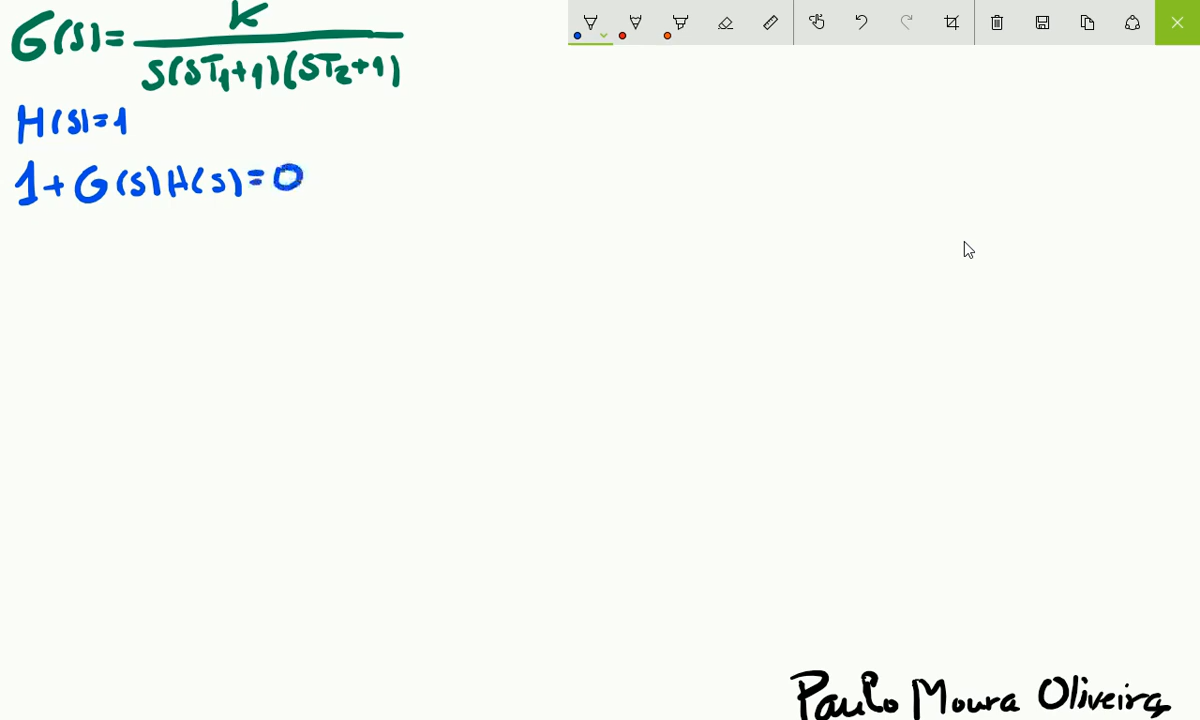 G(s)= K
s(sT₁+1)(sT₂+1)
H(s)=1
1+G(s)H(s)=0
Paulo Moura Oliveira